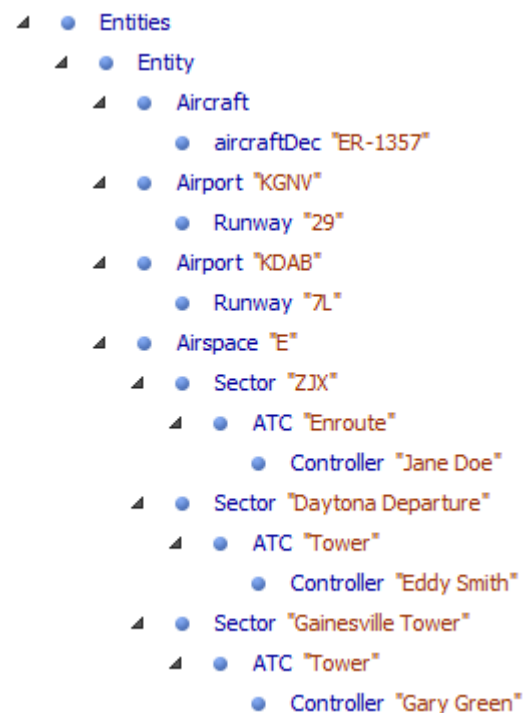 Entities
Entity
Aircraft
aircraftDec "ER-1357"
Airport "KGNV"
Runway "29"
Airport "KDAB"
Runway "7L"
Airspace "E"
Sector "ZJX"
ATC "Enroute"
Controller "Jane Doe"
Sector "Daytona Departure"
ATC "Tower"
Controller "Eddy Smith"
Sector "Gainesville Tower"
ATC "Tower"
Controller "Gary Green"